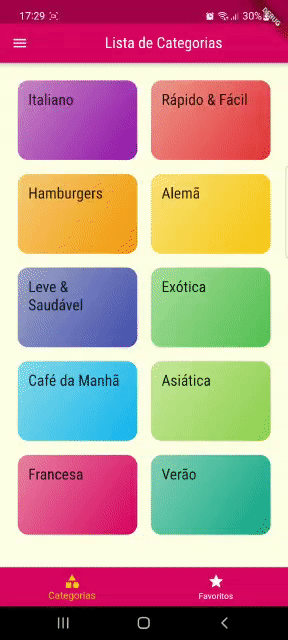 17:29
30%
DEBUG
Lista de Categorias
Italiano
Rápido & Fácil
Hamburgers
Alemã
Leve &
Saudável
Exótica
Café da Manhã
Asiática
Francesa
Verão
Categorias
Favoritos